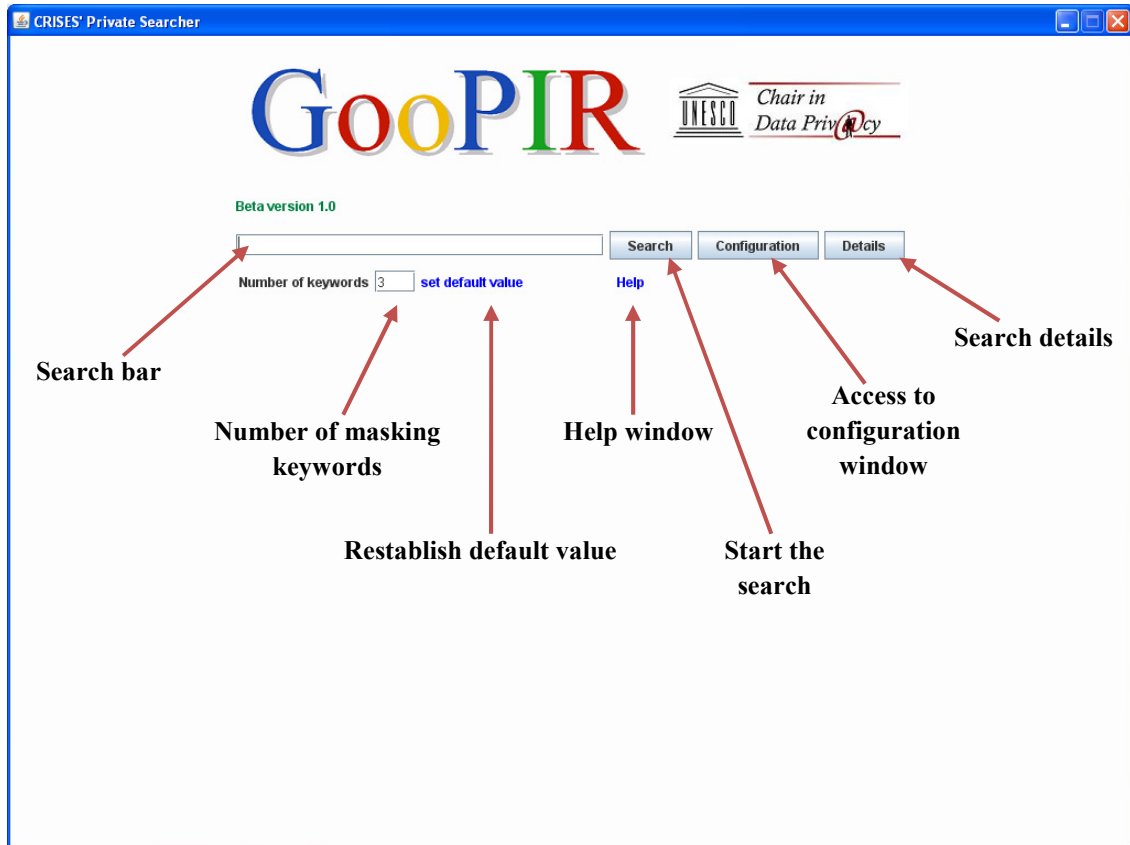 CRISES' Private Searcher
GooPIR
UNESCO
Chair in
Data Priv@cy
Beta version 1.0
Search Configuration Details
Number of keywords 3 set default value Help
Search details
Search bar
Access to
configuration
window
Number of masking
keywords
Help window
Restablish default value
Start the
search